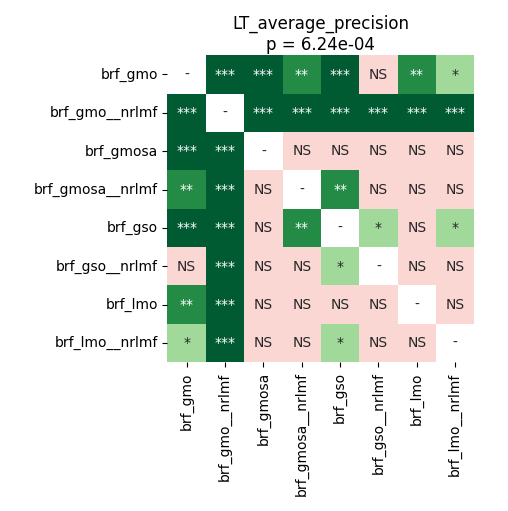 LT_average_precision
p = 6.24e-04
brf_gmo - *** *** ** *** NS ** *
brf_gmo__nrlmf *** - *** *** *** *** *** ***
brf_gmosa *** *** - NS NS NS NS NS
brf_gmosa__nrlmf ** *** NS - ** NS NS NS
brf_gso *** *** NS ** - * NS *
brf_gso__nrlmf NS *** NS NS * - NS NS
brf_lmo ** *** NS NS NS NS - NS
brf_lmo__nrlmf * *** NS NS * NS NS -
brf_gmo
brf_gmo__nrlmf
brf_gmosa
brf_gmosa__nrlmf
brf_gso
brf_gso__nrlmf
brf_lmo
brf_lmo__nrlmf